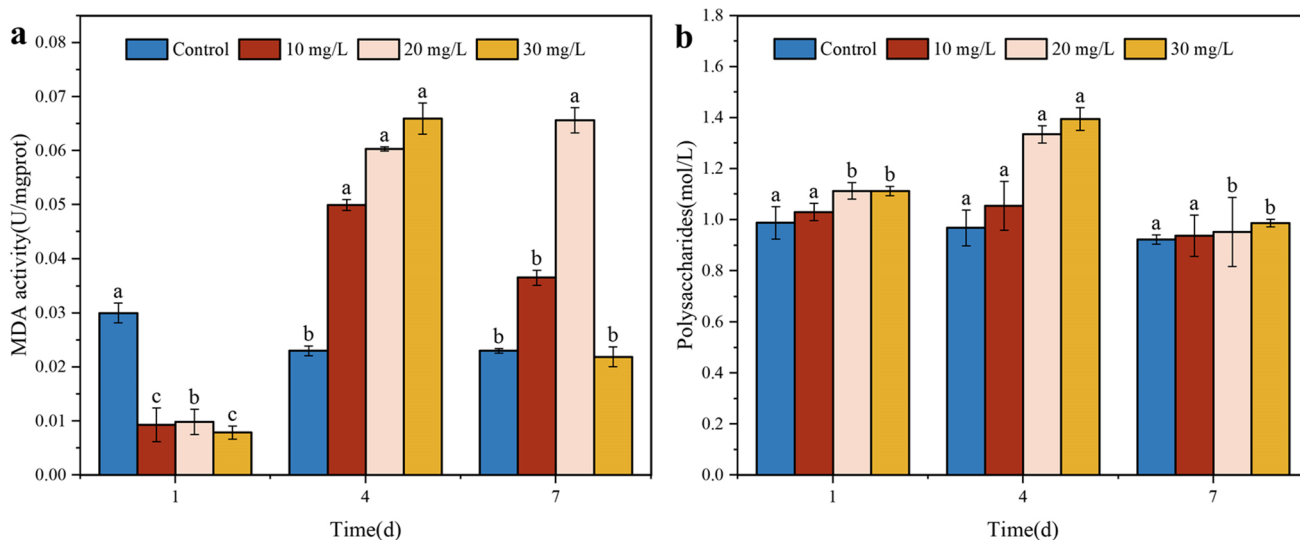 a
Control 10 mg/L 20 mg/L 30 mg/L
MDA activity(U/mgprot)
0.08
0.07
0.06
0.05
0.04
0.03
0.02
0.01
0.00
a c b c
b a a a
b b a b
1 4 7
Time(d)
b
Control 10 mg/L 20 mg/L 30 mg/L
Polysaccharides(mol/L)
1.8
1.6
1.4
1.2
1.0
0.8
0.6
0.4
0.2
0.0
a a b b
a a a a
a a b b
1 4 7
Time(d)